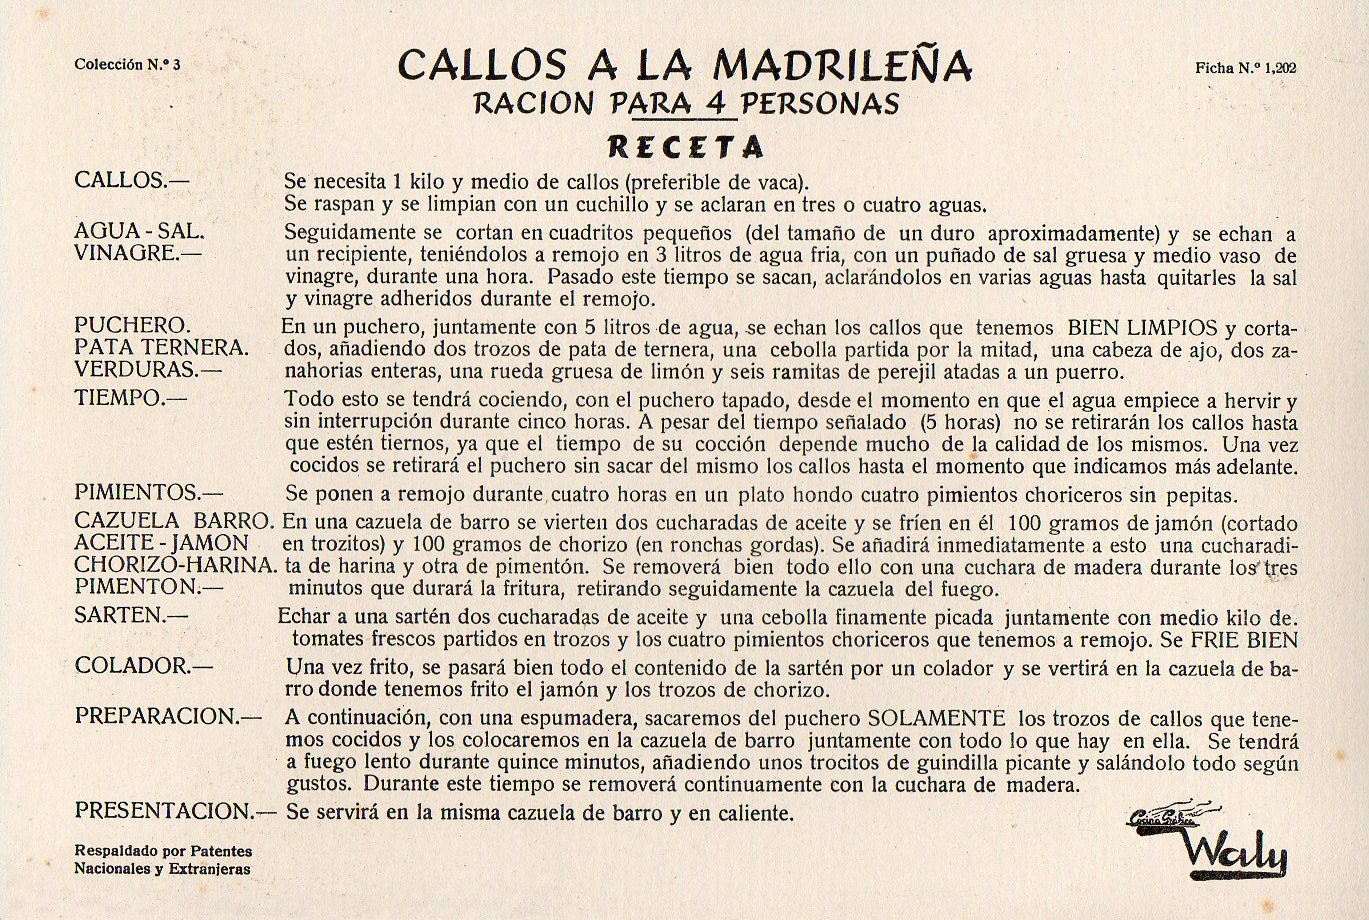 Colección N.º 3
CALLOS A LA MADRILEÑA
Ficha N.º 1,202
RACION PARA 4 PERSONAS
RECETA
CALLOS.— Se necesita 1 kilo y medio de callos (preferible de vaca).
Se raspan y se limpian con un cuchillo y se aclaran en tres o cuatro aguas.
AGUA - SAL. Seguidamente se cortan en cuadritos pequeños (del tamaño de un duro aproximadamente) y se echan a
VINAGRE.— un recipiente, teniéndolos a remojo en 3 litros de agua fria, con un puñado de sal gruesa y medio vaso de
vinagre, durante una hora. Pasado este tiempo se sacan, aclarándolos en varias aguas hasta quitarles la sal
y vinagre adheridos durante el remojo.
PUCHERO. En un puchero, juntamente con 5 litros de agua, se echan los callos que tenemos BIEN LIMPIOS y corta-
PATA TERNERA. dos, añadiendo dos trozos de pata de ternera, una cebolla partida por la mitad, una cabeza de ajo, dos za-
VERDURAS.— nahorias enteras, una rueda gruesa de limón y seis ramitas de perejil atadas a un puerro.
TIEMPO.— Todo esto se tendrá cociendo, con el puchero tapado, desde el momento en que el agua empiece a hervir y
sin interrupción durante cinco horas. A pesar del tiempo señalado (5 horas) no se retirarán los callos hasta
que estén tiernos, ya que el tiempo de su cocción depende mucho de la calidad de los mismos. Una vez
cocidos se retirará el puchero sin sacar del mismo los callos hasta el momento que indicamos más adelante.
PIMIENTOS.— Se ponen a remojo durante cuatro horas en un plato hondo cuatro pimientos choriceros sin pepitas.
CAZUELA BARRO. En una cazuela de barro se vierten dos cucharadas de aceite y se fríen en él 100 gramos de jamón (cortado
ACEITE - JAMON en trozitos) y 100 gramos de chorizo (en ronchas gordas). Se añadirá inmediatamente a esto una cucharadi-
CHORIZO-HARINA. ta de harina y otra de pimentón. Se removerá bien todo ello con una cuchara de madera durante los tres
PIMENTON.— minutos que durará la fritura, retirando seguidamente la cazuela del fuego.
SARTEN.— Echar a una sartén dos cucharadas de aceite y una cebolla finamente picada juntamente con medio kilo de.
tomates frescos partidos en trozos y los cuatro pimientos choriceros que tenemos a remojo. Se FRIE BIEN
COLADOR.— Una vez frito, se pasará bien todo el contenido de la sartén por un colador y se vertirá en la cazuela de ba-
rro donde tenemos frito el jamón y los trozos de chorizo.
PREPARACION.— A continuación, con una espumadera, sacaremos del puchero SOLAMENTE los trozos de callos que tene-
mos cocidos y los colocaremos en la cazuela de barro juntamente con todo lo que hay en ella. Se tendrá
a fuego lento durante quince minutos, añadiendo unos trocitos de guindilla picante y salándolo todo según
gustos. Durante este tiempo se removerá continuamente con la cuchara de madera.
PRESENTACION.— Se servirá en la misma cazuela de barro y en caliente.
Cocina Gráfica
Waly
Respaldado por Patentes
Nacionales y Extranjeras